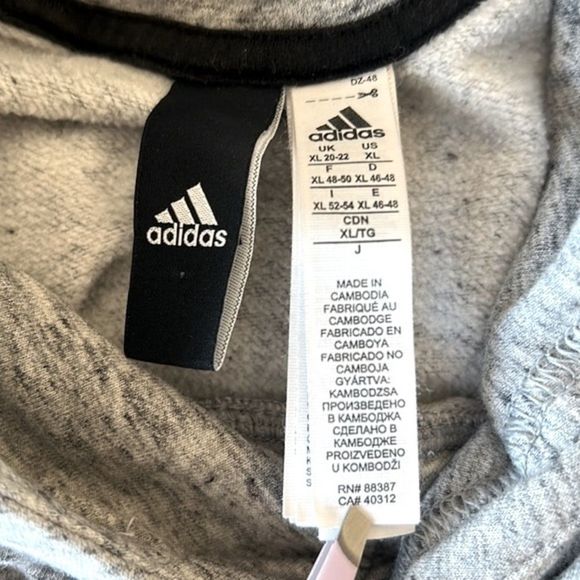 adidas
DZ-48
adidas
UK US
XL 20-22 XL
F D
XL 48-50 XL 46-48
I E
XL 52-54 XL 46-48
CDN
XL/TG
J
MADE IN
CAMBODIA
FABRIQUÉ AU
CAMBODGE
FABRICADO EN
CAMBOYA
FABRICADO NO
CAMBOJA
GYÁRTVA:
KAMBODZSA
ПРОИЗВЕДЕНО
В КАМБОДЖА
СДЕЛАНО В
КАМБОДЖЕ
PROIZVEDENO
U KOMBODŽI
RN# 88387
CA# 40312